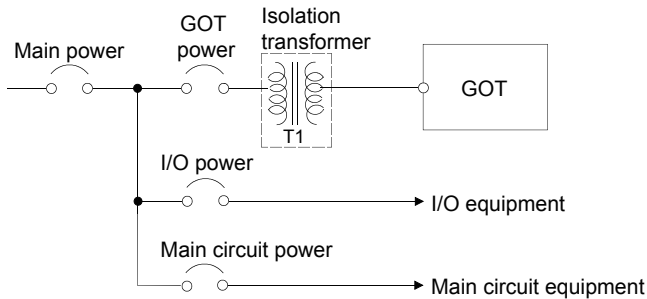 Main power
GOT
power
Isolation
transformer
T1
GOT
I/O power
I/O equipment
Main circuit power
Main circuit equipment